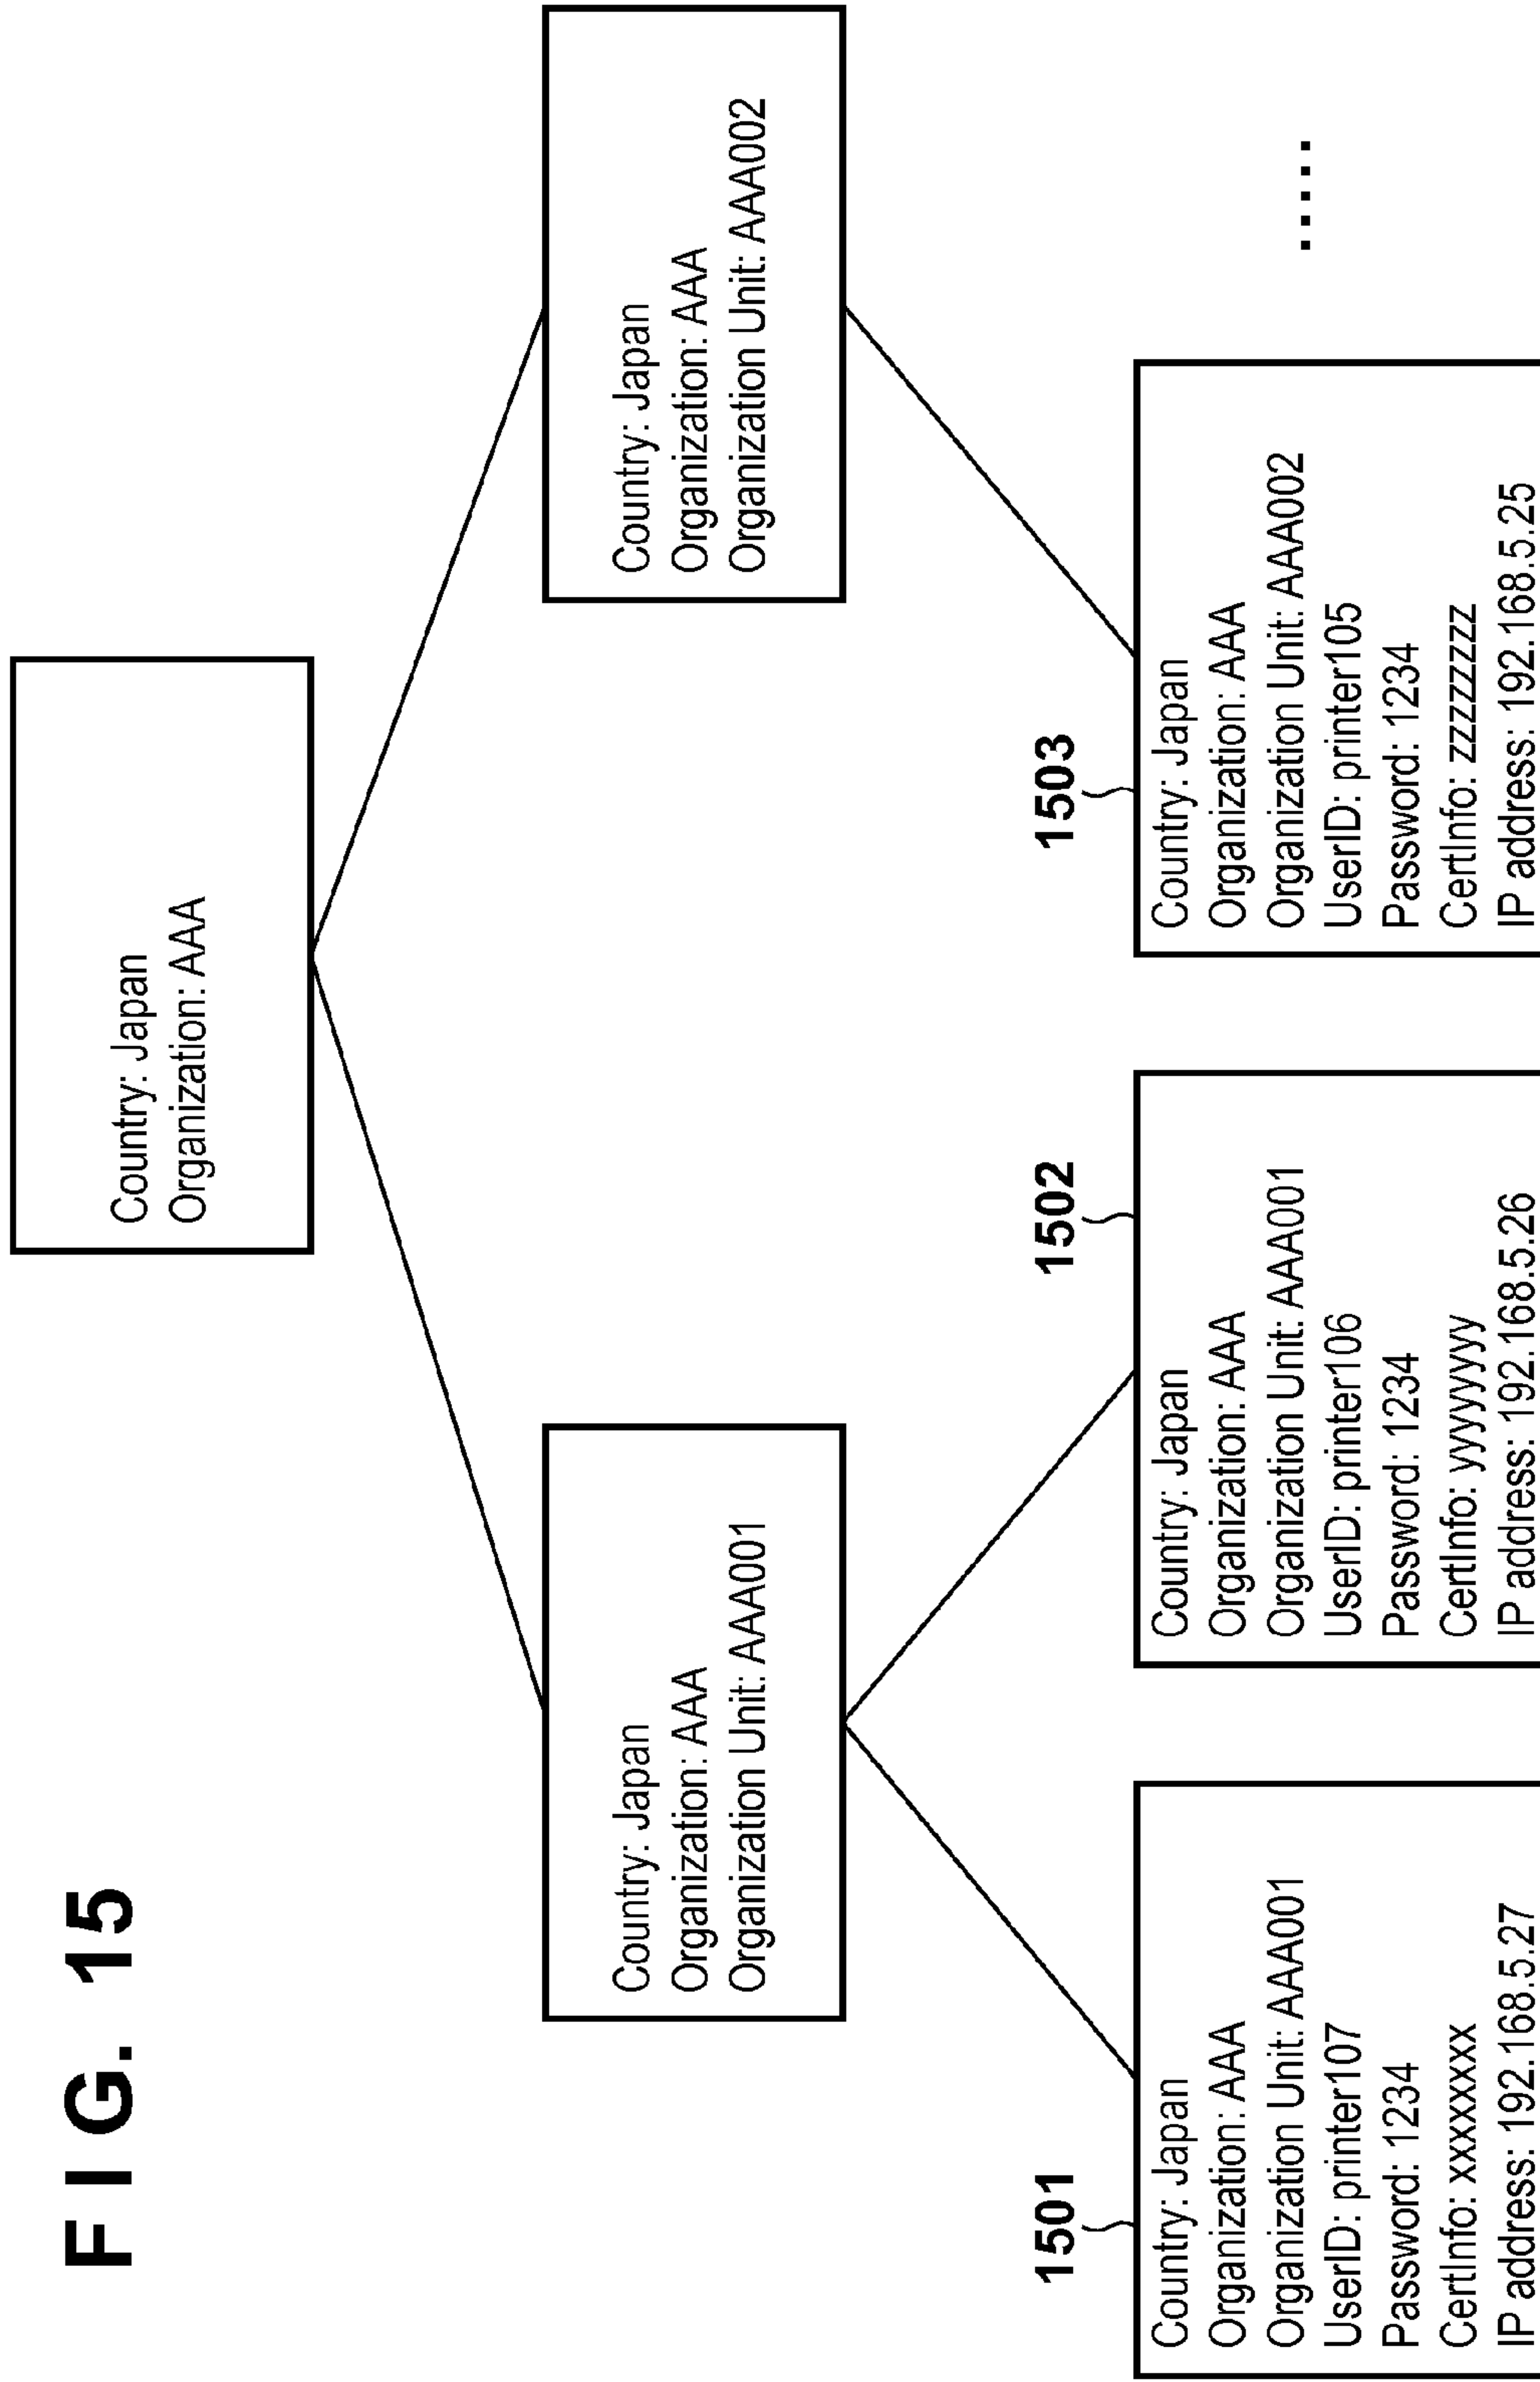 F I G. 15
Country: Japan
Organization: AAA
Country: Japan
Organization: AAA
Organization Unit: AAA001
Country: Japan
Organization: AAA
Organization Unit: AAA002
1501
Country: Japan
Organization: AAA
Organization Unit: AAA001
UserID: printer107
Password: 1234
CertInfo: xxxxxxxx
IP address: 192.168.5.27
1502
Country: Japan
Organization: AAA
Organization Unit: AAA001
UserID: printer106
Password: 1234
CertInfo: yyyyyyyy
IP address: 192.168.5.26
1503
Country: Japan
Organization: AAA
Organization Unit: AAA002
UserID: printer105
Password: 1234
CertInfo: zzzzzzzz
IP address: 192.168.5.25
.....